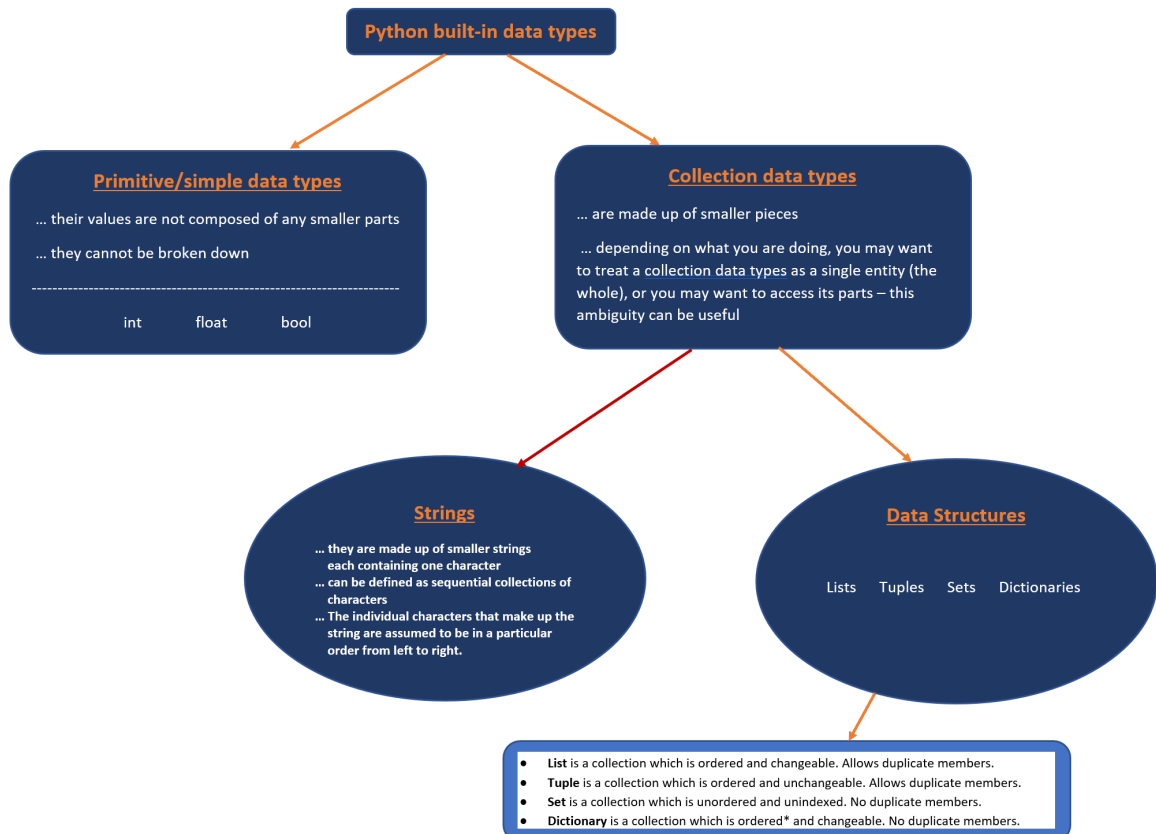 Python built-in data types
Primitive/simple data types
... their values are not composed of any smaller parts
... they cannot be broken down
-----------------------------------------------------------------------
int float bool
Collection data types
... are made up of smaller pieces
... depending on what you are doing, you may want
to treat a collection data types as a single entity (the
whole), or you may want to access its parts – this
ambiguity can be useful
Strings
... they are made up of smaller strings
each containing one character
... can be defined as sequential collections of
characters
... The individual characters that make up the
string are assumed to be in a particular
order from left to right.
Data Structures
Lists Tuples Sets Dictionaries
• List is a collection which is ordered and changeable. Allows duplicate members.
• Tuple is a collection which is ordered and unchangeable. Allows duplicate members.
• Set is a collection which is unordered and unindexed. No duplicate members.
• Dictionary is a collection which is ordered* and changeable. No duplicate members.